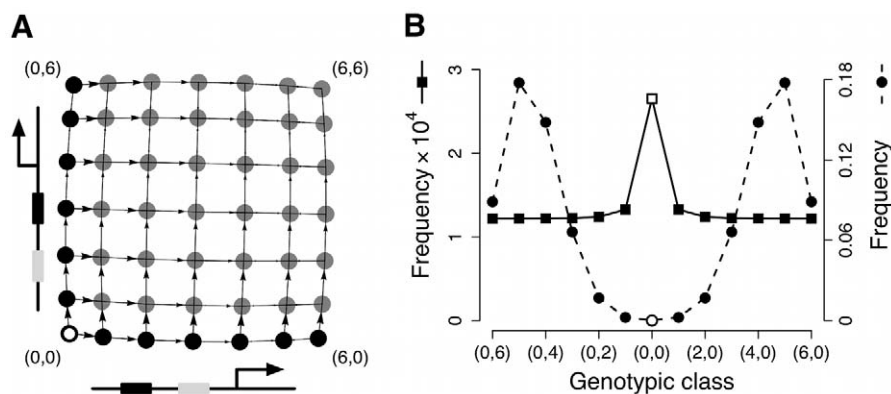 A
(0,6)
(6,6)
(0,0)
(6,0)
B
Frequency × 10⁴
3
2
1
0
0.18
0.12
0.06
0
Frequency
(0,6) (0,4) (0,2) (0,0) (2,0) (4,0) (6,0)
Genotypic class